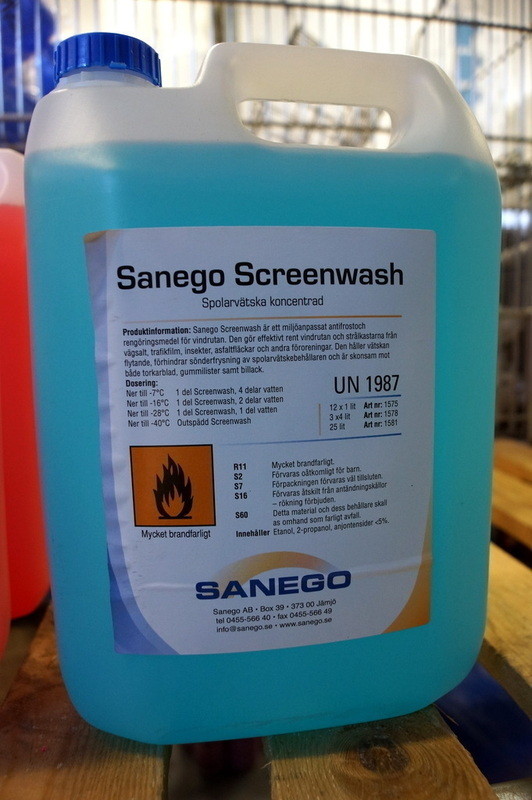 Sanego Screenwash
Spolarvätska koncentrad
Produktinformation: Sanego Screenwash är ett miljöanpassat antifrostoch
rengöringsmedel för vindrutan. Den gör effektivt rent vindrutan och strålkastarna från
vägsalt, trafikfilm, insekter, asfaltfläckar och andra föroreningar. Den håller vätskan
flytande, förhindrar sönderfrysning av spolarvätskebehållaren och är skonsam mot
både torkarblad, gummilister samt billack.
Dosering:
Ner till -7°C 1 del Screenwash, 4 delar vatten
Ner till -16°C 1 del Screenwash, 2 delar vatten
Ner till -28°C 1 del Screenwash, 1 del vatten
Ner till -40°C Outspädd Screenwash
UN 1987
12 x 1 lit Art nr: 1575
3 x4 lit Art nr: 1578
25 lit Art nr: 1581
R11 Mycket brandfarligt.
S2 Förvaras oåtkomligt för barn.
S7 Förpackningen förvaras väl tillsluten.
S16 Förvaras åtskilt från antändningskällor
– rökning förbjuden.
S60 Detta material och dess behållare skall
as omhand som farligt avfall.
Innehåller Etanol, 2-propanol, anjontensider <5%.
Mycket brandfarligt
SANEGO
Sanego AB • Box 39 • 373 00 Jämjö
tel 0455-566 40 • fax 0455-566 49
info@sanego.se • www.sanego.se